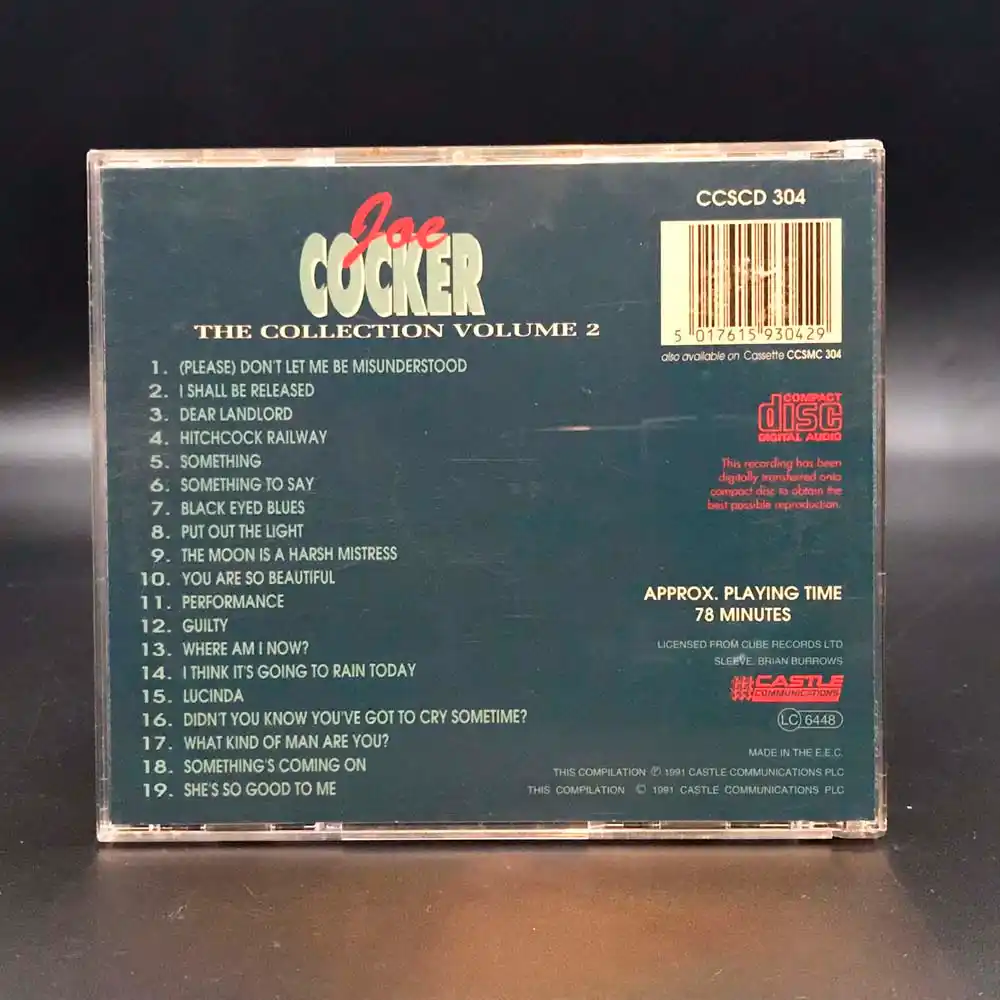 Joe
COCKER
THE COLLECTION VOLUME 2
1. (PLEASE) DON'T LET ME BE MISUNDERSTOOD
2. I SHALL BE RELEASED
3. DEAR LANDLORD
4. HITCHCOCK RAILWAY
5. SOMETHING
6. SOMETHING TO SAY
7. BLACK EYED BLUES
8. PUT OUT THE LIGHT
9. THE MOON IS A HARSH MISTRESS
10. YOU ARE SO BEAUTIFUL
11. PERFORMANCE
12. GUILTY
13. WHERE AM I NOW?
14. I THINK IT'S GOING TO RAIN TODAY
15. LUCINDA
16. DIDN'T YOU KNOW YOU'VE GOT TO CRY SOMETIME?
17. WHAT KIND OF MAN ARE YOU?
18. SOMETHING'S COMING ON
19. SHE'S SO GOOD TO ME
CCSCD 304
5 017615 930429
also available on Cassette CCSMC 304
COMPACT
disc
DIGITAL AUDIO
This recording has been
digitally transferred onto
compact disc to obtain the
best possible reproduction.
APPROX. PLAYING TIME
78 MINUTES
LICENSED FROM CUBE RECORDS LTD
SLEEVE. BRIAN BURROWS
CASTLE
COMMUNICATIONS
LC 6448
MADE IN THE E.E.C.
THIS COMPILATION ℗ 1991 CASTLE COMMUNICATIONS PLC
THIS COMPILATION © 1991 CASTLE COMMUNICATIONS PLC